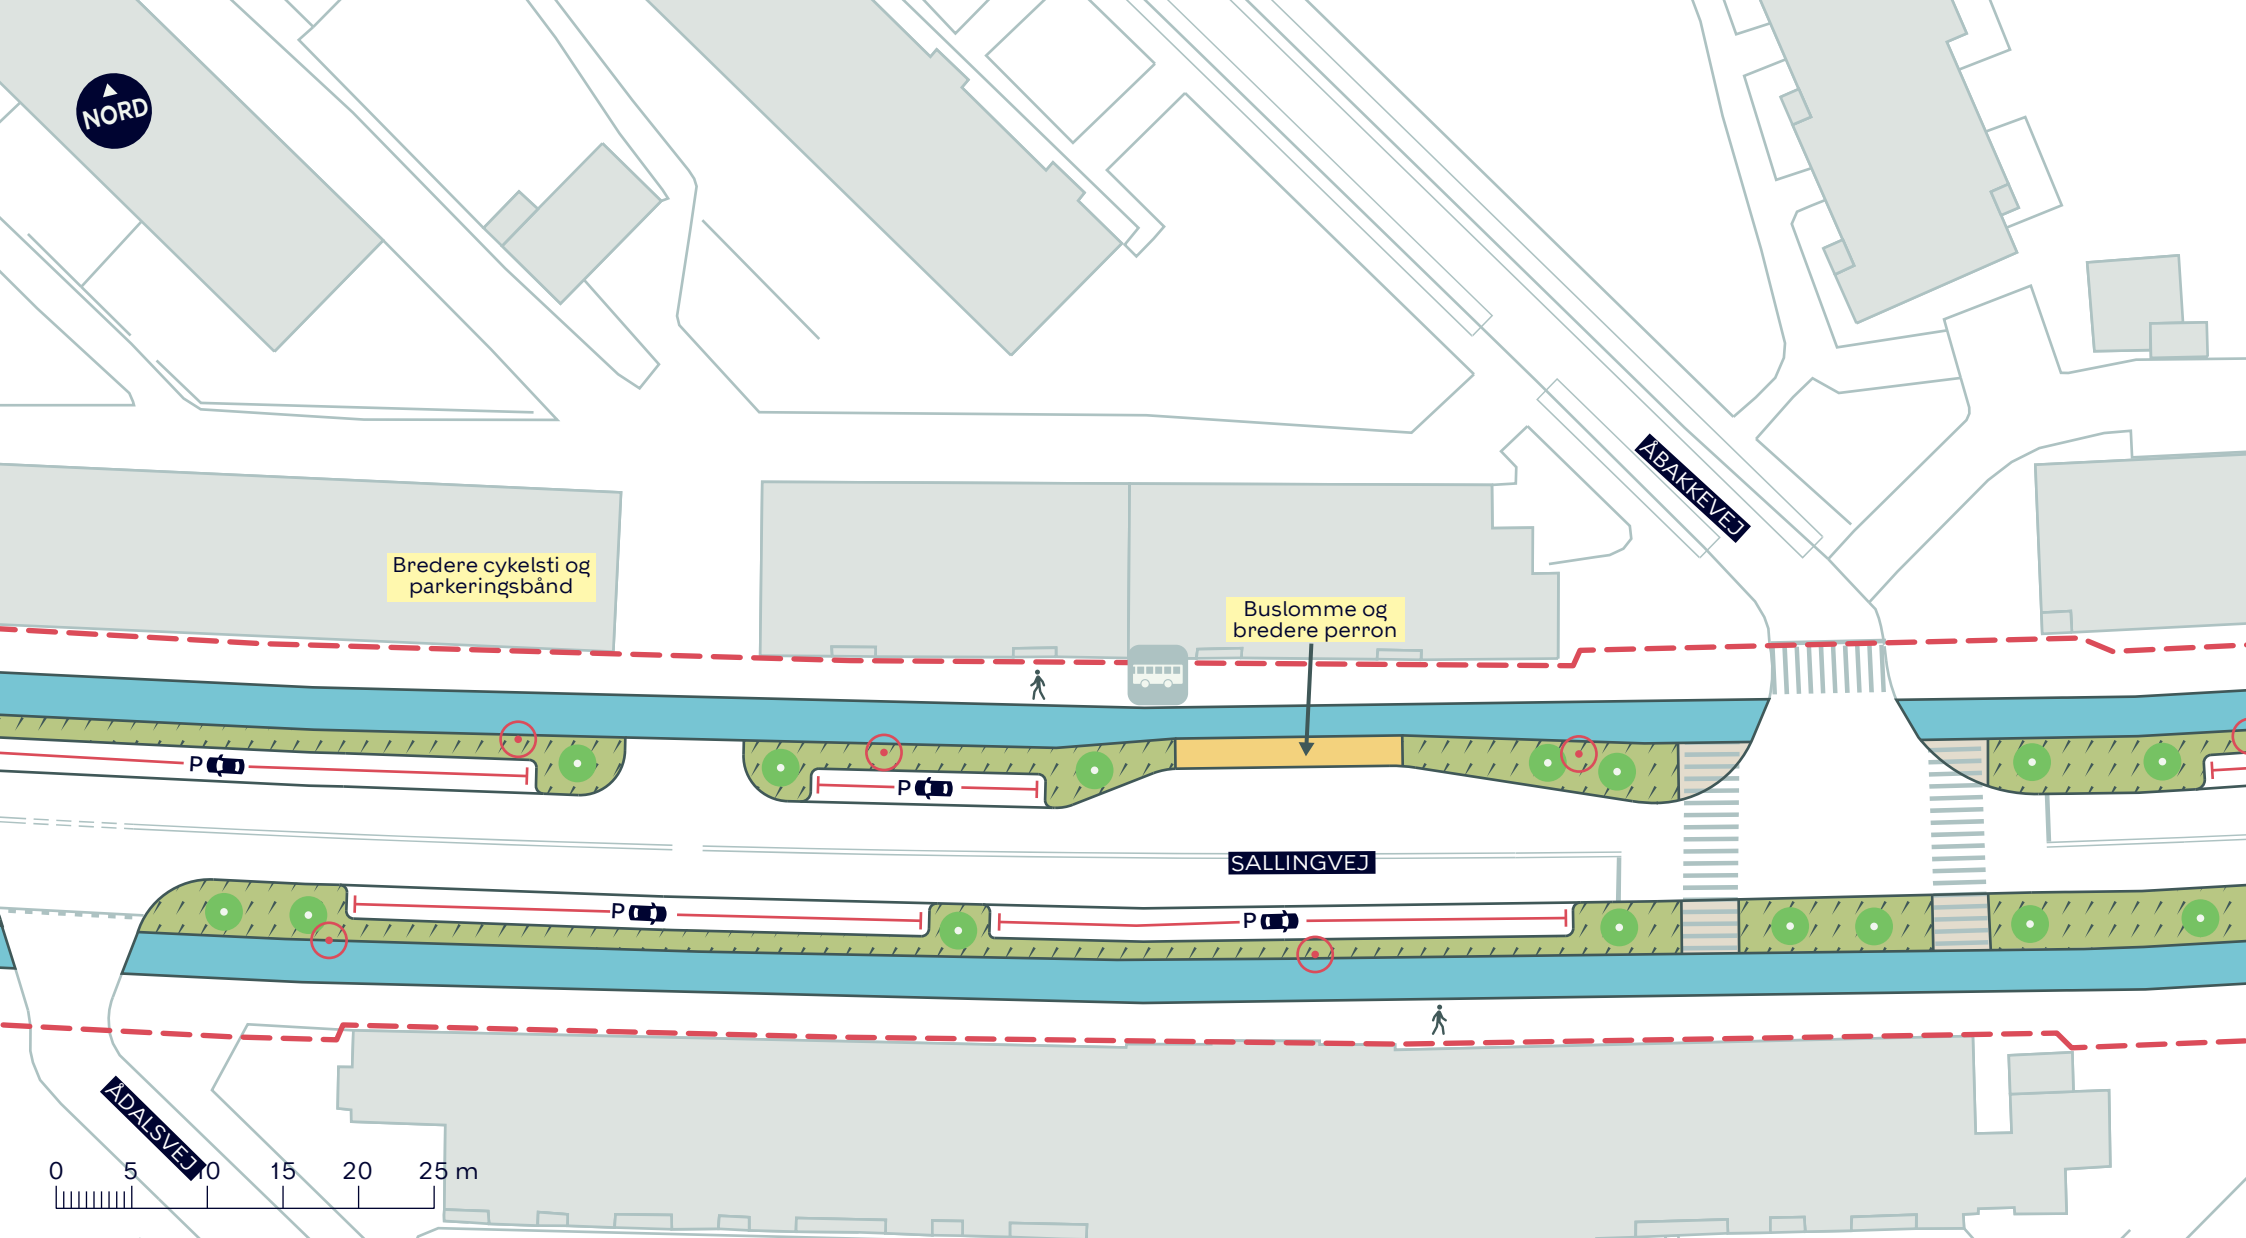 NORD
ÅBAKKEVEJ
Bredere cykelsti og
parkeringsbånd
Buslomme og
bredere perron
P
P
SALLINGVEJ
P
P
ÅDALSVEJ
0 5 10 15 20 25 m